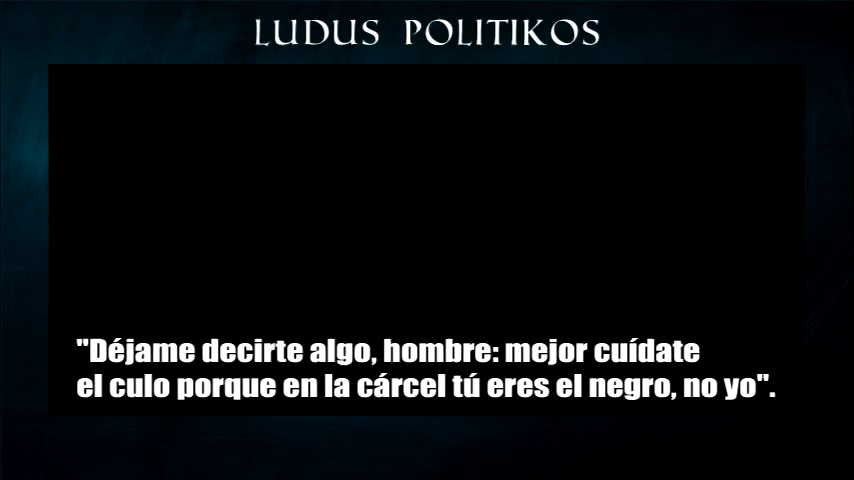 LUDUS POLITIKOS
"Déjame decirte algo, hombre: mejor cuídate
el culo porque en la cárcel tú eres el negro, no yo".